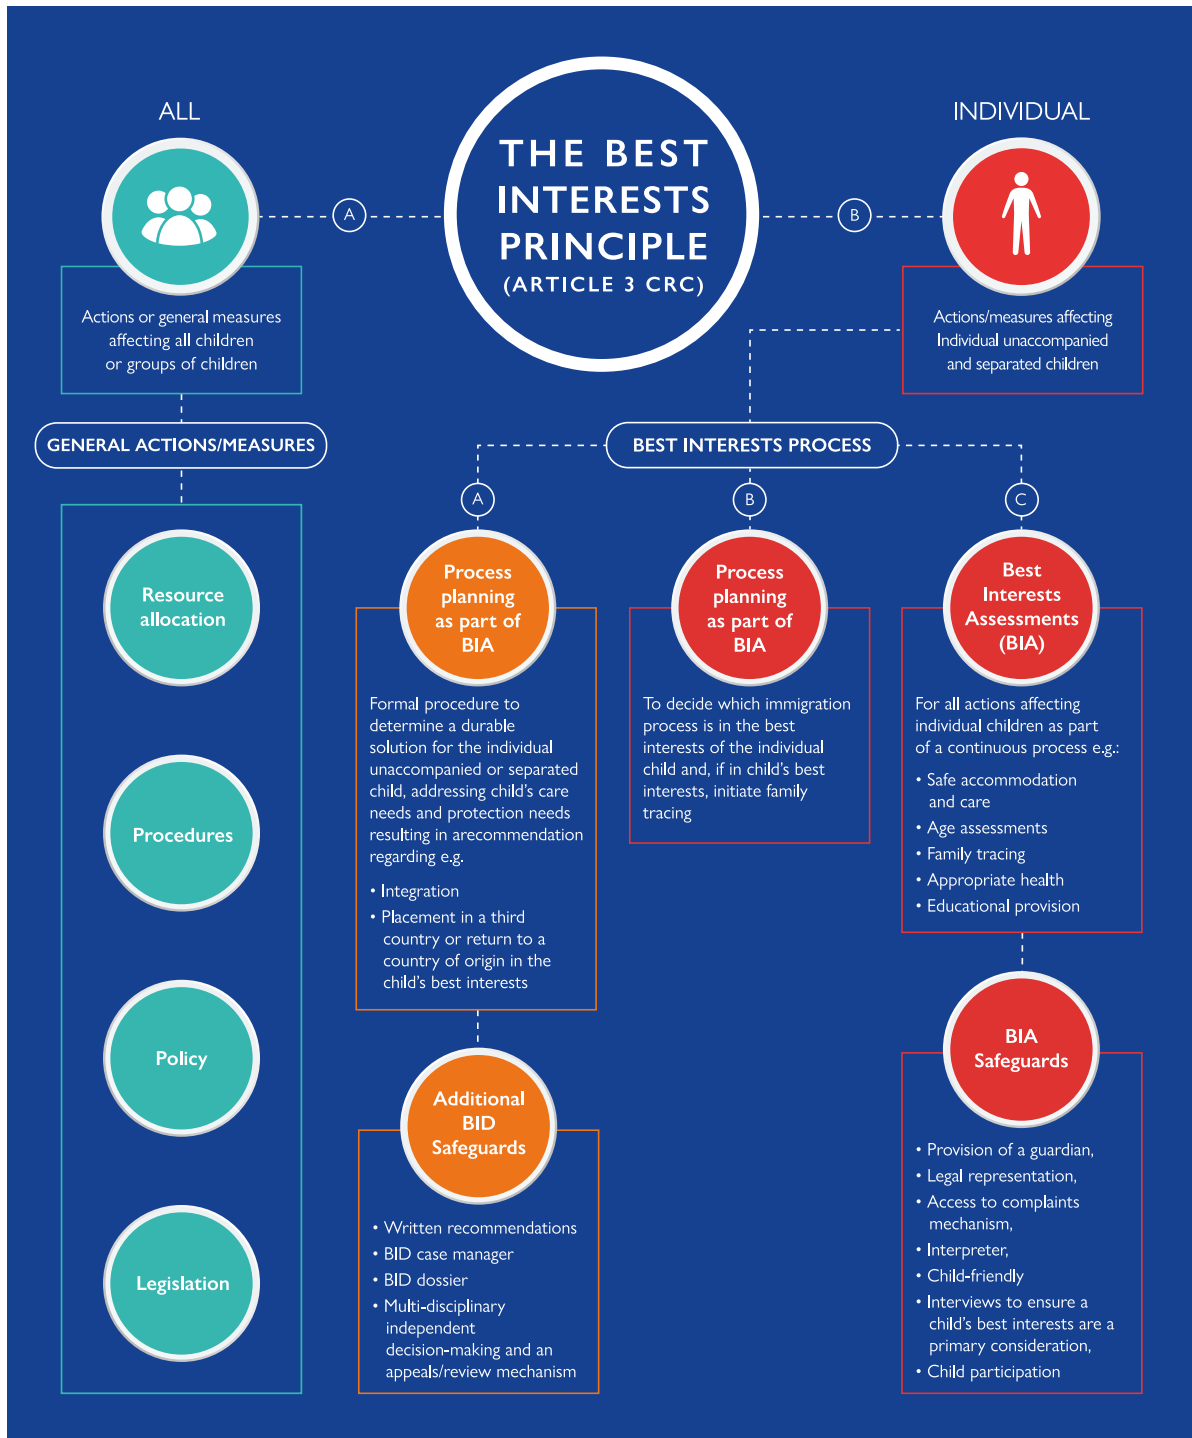 ALL
A
THE BEST
INTERESTS
PRINCIPLE
(ARTICLE 3 CRC)
B
INDIVIDUAL
Actions or general measures
affecting all children
or groups of children
Actions/measures affecting
Individual unaccompanied
and separated children
GENERAL ACTIONS/MEASURES
Resource
allocation
Procedures
Policy
Legislation
BEST INTERESTS PROCESS
A
Process
planning
as part of
BIA
Formal procedure to
determine a durable
solution for the individual
unaccompanied or separated
child, addressing child's care
needs and protection needs
resulting in arecommendation
regarding e.g.
• Integration
• Placement in a third
country or return to a
country of origin in the
child's best interests
Additional
BID
Safeguards
• Written recommendations
• BID case manager
• BID dossier
• Multi-disciplinary
independent
decision-making and an
appeals/review mechanism
B
Process
planning
as part of
BIA
To decide which immigration
process is in the best
interests of the individual
child and, if in child's best
interests, initiate family
tracing
C
Best
Interests
Assessments
(BIA)
For all actions affecting
individual children as part
of a continuous process e.g.:
• Safe accommodation
and care
• Age assessments
• Family tracing
• Appropriate health
• Educational provision
BIA
Safeguards
• Provision of a guardian,
• Legal representation,
• Access to complaints
mechanism,
• Interpreter,
• Child-friendly
• Interviews to ensure a
child's best interests are a
primary consideration,
• Child participation